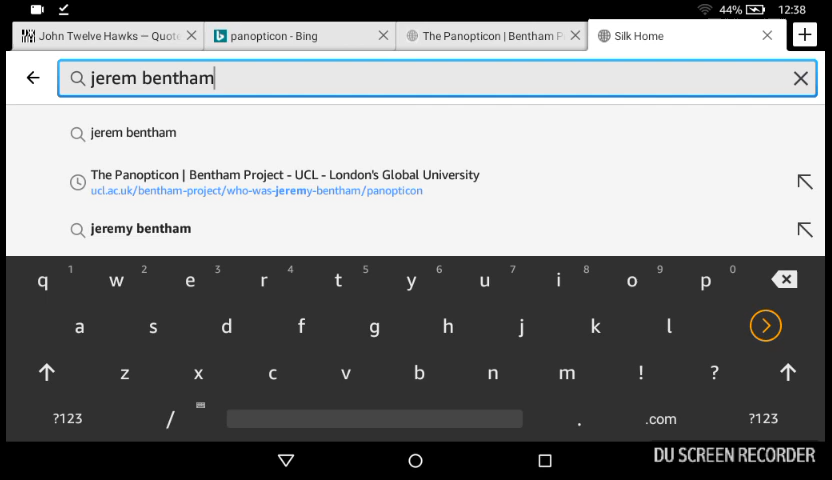 44% 12:38
John Twelve Hawks — Quot
panopticon - Bing
The Panopticon | Bentham P
Silk Home
jerem bentham
jerem bentham
The Panopticon | Bentham Project - UCL - London's Global University
ucl.ac.uk/bentham-project/who-was-jeremy-bentham/panopticon
jeremy bentham
q 1 w 2 e 3 r 4 t 5 y 6 u 7 i 8 o 9 p 0
a s d f g h j k l
z x c v b n m ! ?
?123 / . .com ?123
DU SCREEN RECORDER